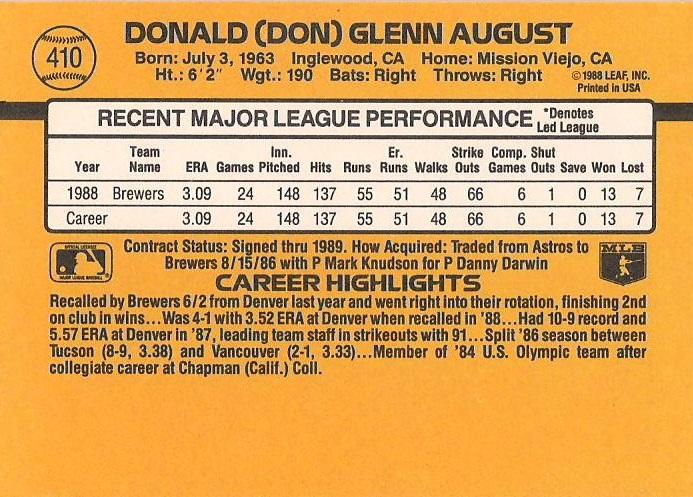 410
DONALD (DON) GLENN AUGUST
Born: July 3, 1963 Inglewood, CA Home: Mission Viejo, CA
Ht.: 6'2" Wgt.: 190 Bats: Right Throws: Right
© 1988 LEAF, INC.
Printed in USA
RECENT MAJOR LEAGUE PERFORMANCE *Denotes Led League
Year Team Name ERA Games Inn. Pitched Hits Runs Er. Runs Walks Strike Outs Comp. Games Shut Outs Save Won Lost
1988 Brewers 3.09 24 148 137 55 51 48 66 6 1 0 13 7
Career 3.09 24 148 137 55 51 48 66 6 1 0 13 7
OFFICIAL LICENSEE
MAJOR LEAGUE BASEBALL
Contract Status: Signed thru 1989. How Acquired: Traded from Astros to
Brewers 8/15/86 with P Mark Knudson for P Danny Darwin
MLB
CAREER HIGHLIGHTS
Recalled by Brewers 6/2 from Denver last year and went right into their rotation, finishing 2nd
on club in wins...Was 4-1 with 3.52 ERA at Denver when recalled in '88...Had 10-9 record and
5.57 ERA at Denver in '87, leading team staff in strikeouts with 91...Split '86 season between
Tucson (8-9, 3.38) and Vancouver (2-1, 3.33)...Member of '84 U.S. Olympic team after
collegiate career at Chapman (Calif.) Coll.